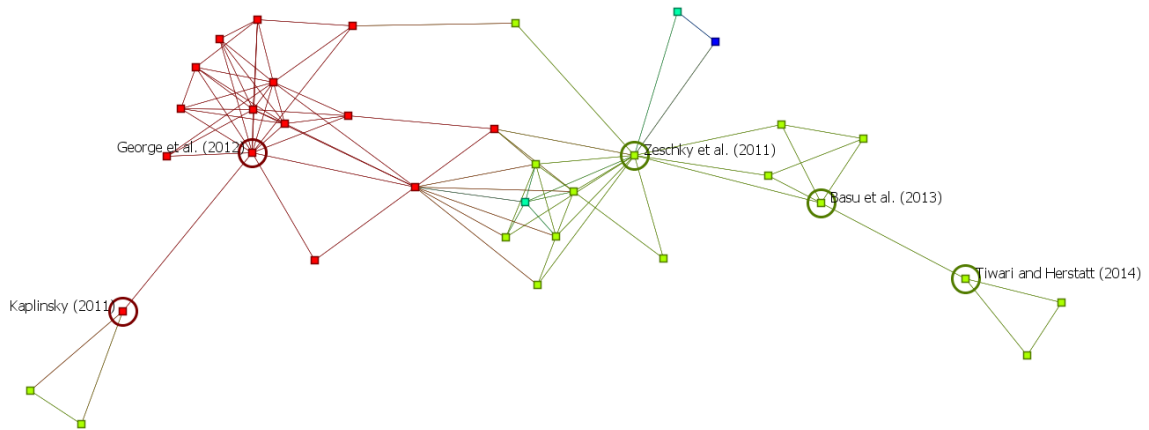 George et al. (2012)
Zeschky et al. (2011)
Basu et al. (2013)
Tiwari and Herstatt (2014)
Kaplinsky (2011)